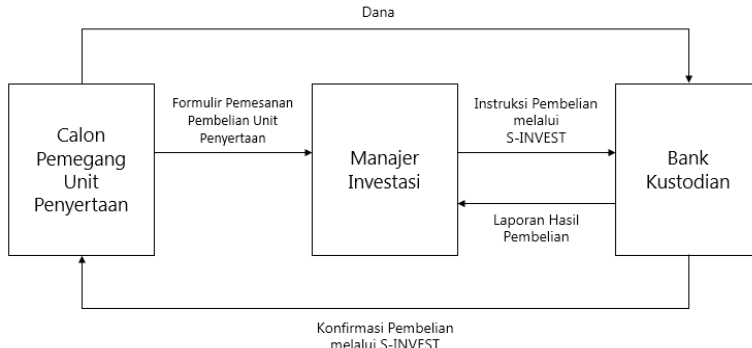 Dana
Formulir Pemesanan
Pembelian Unit
Penyertaan
Instruksi Pembelian
melalui
S-INVEST
Calon
Pemegang
Unit
Penyertaan
Manajer
Investasi
Bank
Kustodian
Laporan Hasil
Pembelian
Konfirmasi Pembelian
melalui S-INVEST